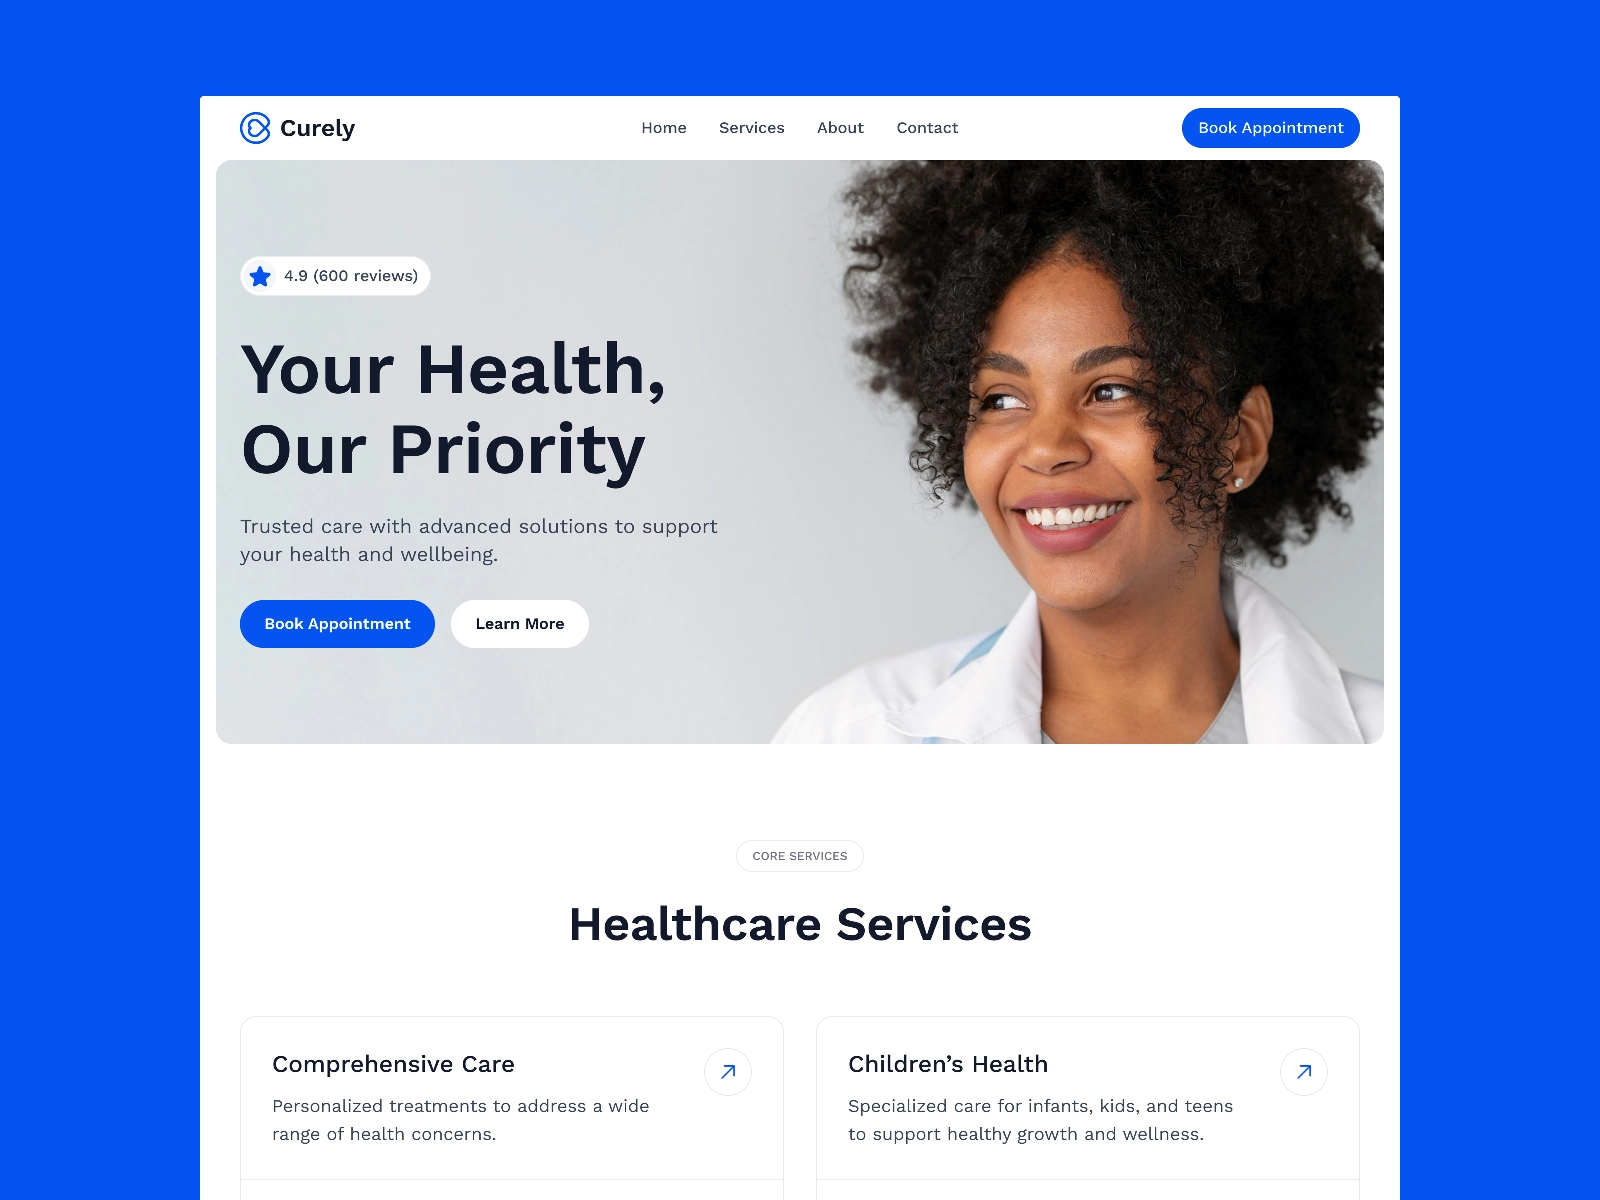 Curely
Home
Services
About
Contact
Book Appointment
4.9 (600 reviews)
Your Health,
Our Priority
Trusted care with advanced solutions to support
your health and wellbeing.
Book Appointment
Learn More
CORE SERVICES
Healthcare Services
Comprehensive Care
Personalized treatments to address a wide
range of health concerns.
Children’s Health
Specialized care for infants, kids, and teens
to support healthy growth and wellness.